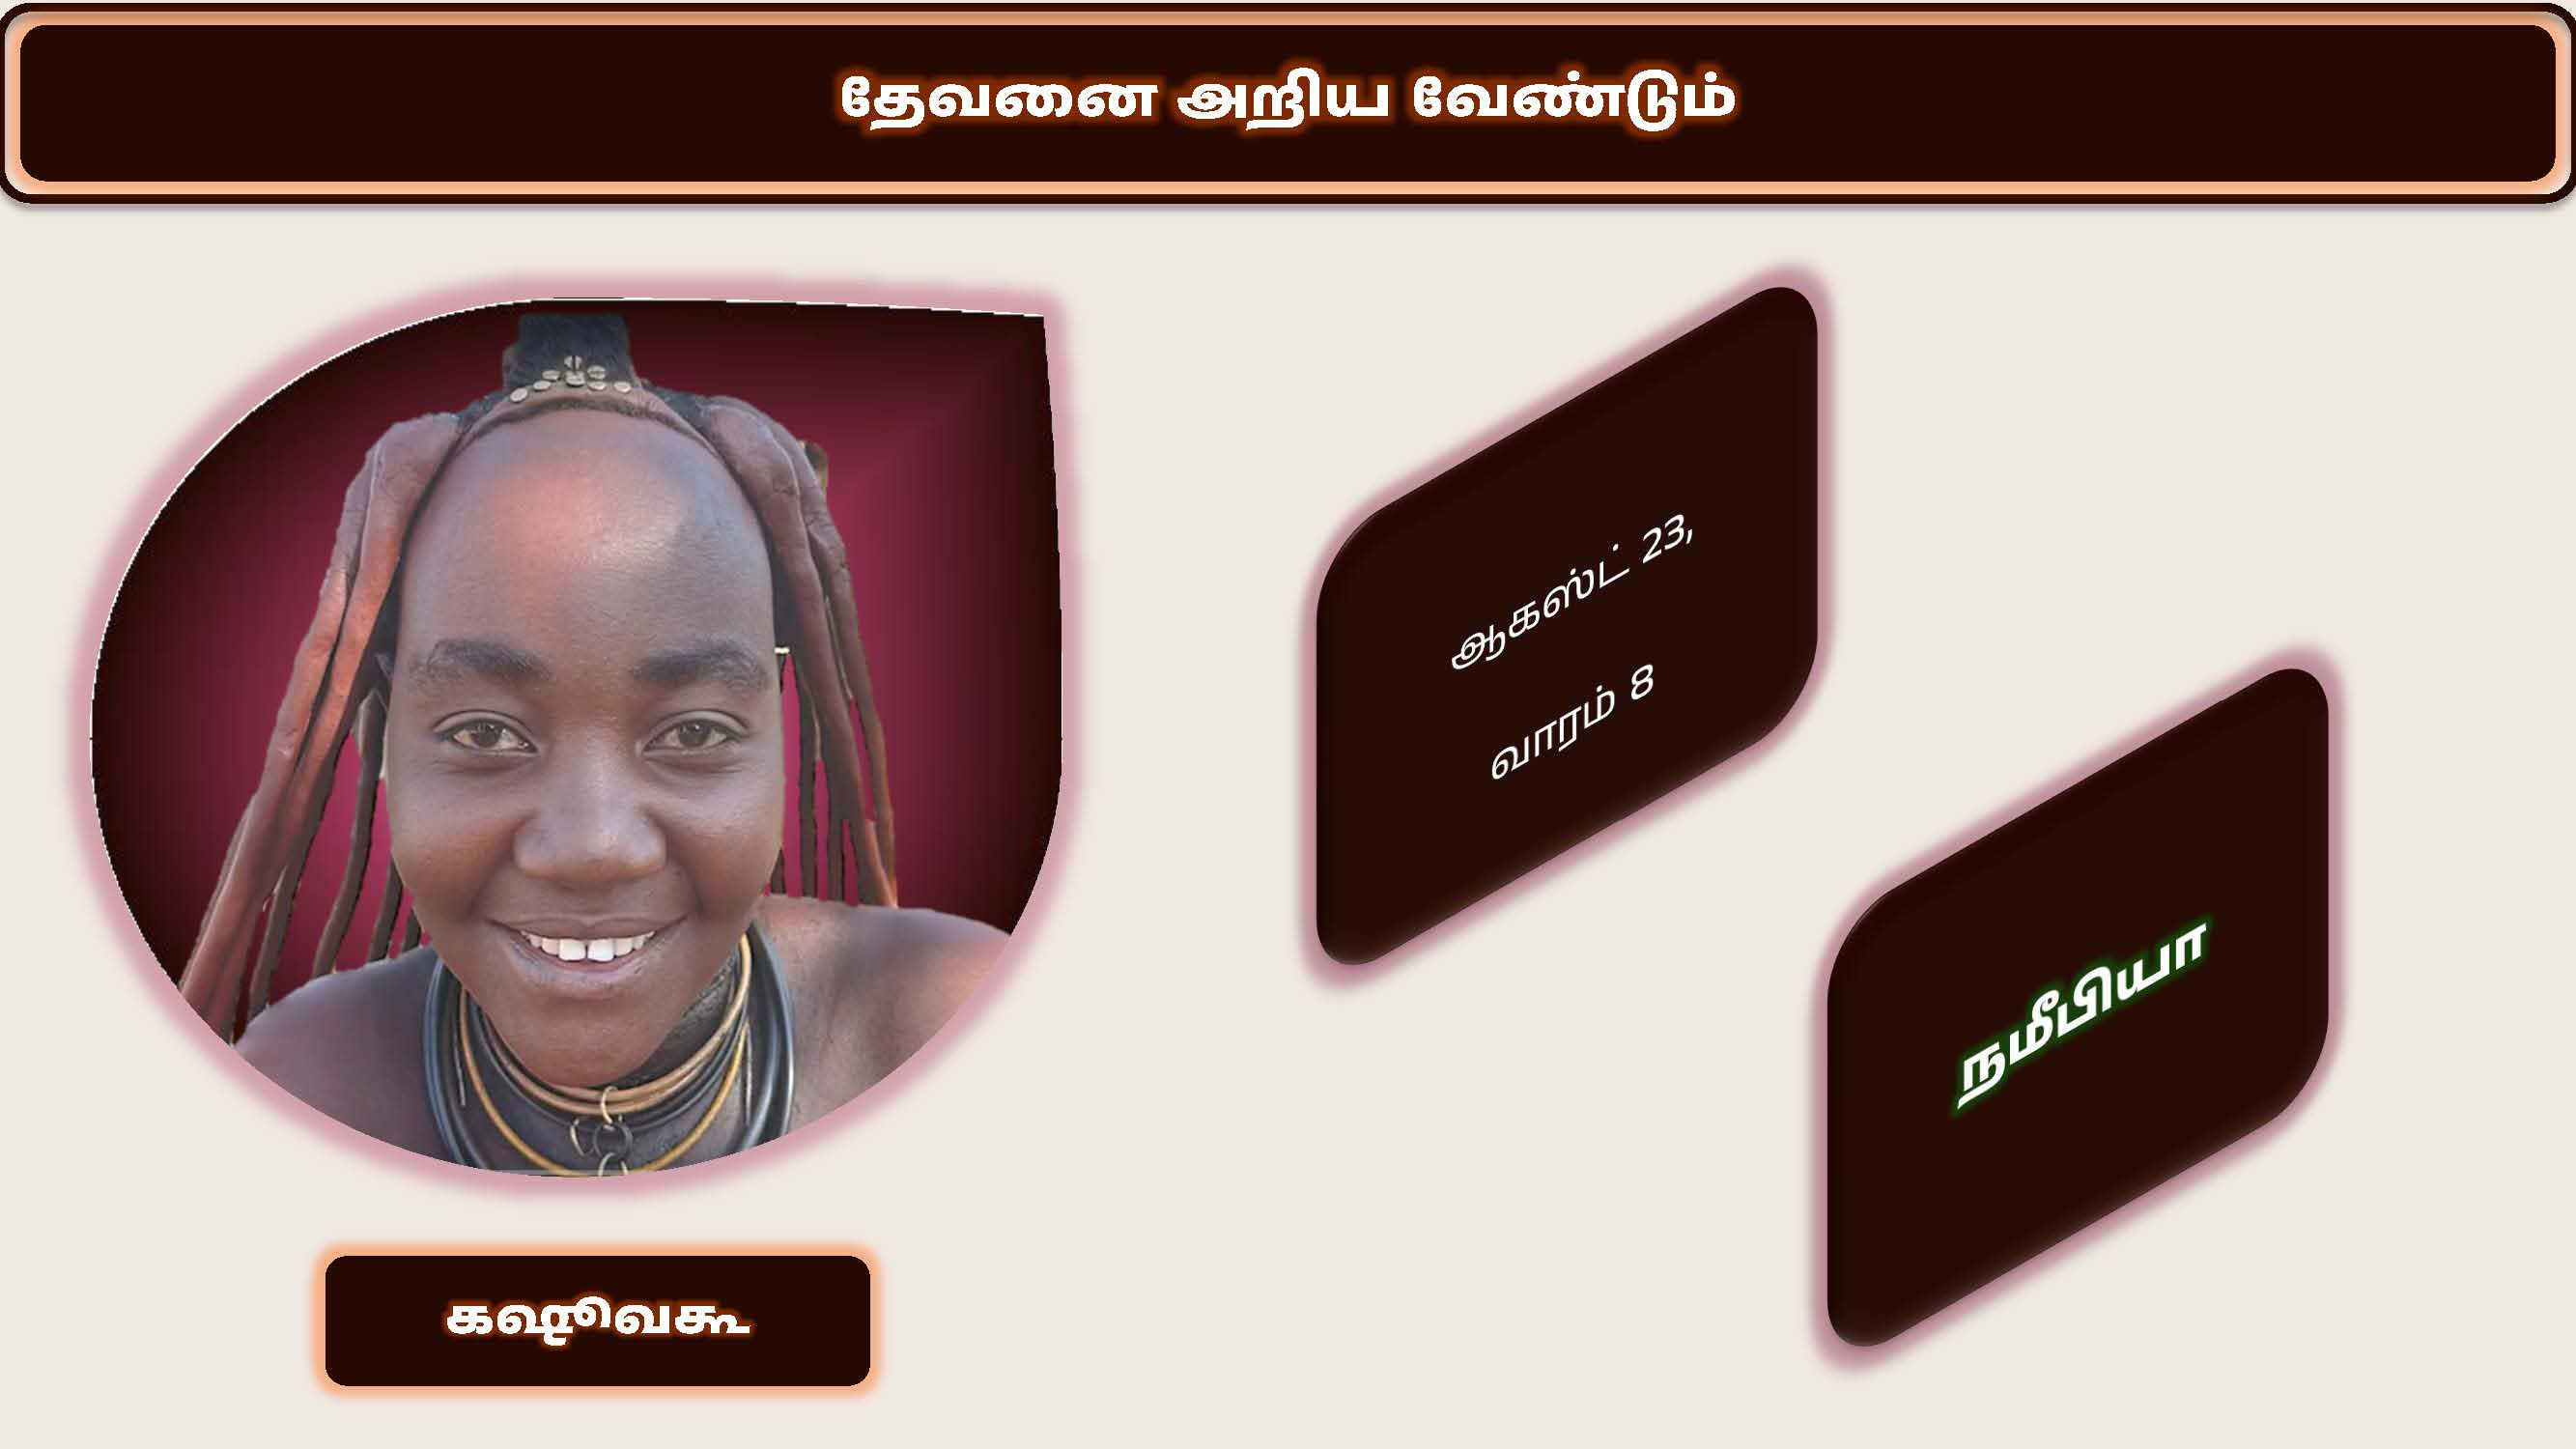 தேவனை அறிய வேண்டும்
ஆகஸ்ட் 23,
வாரம் 8
நமீபியா
கஷூவகூ